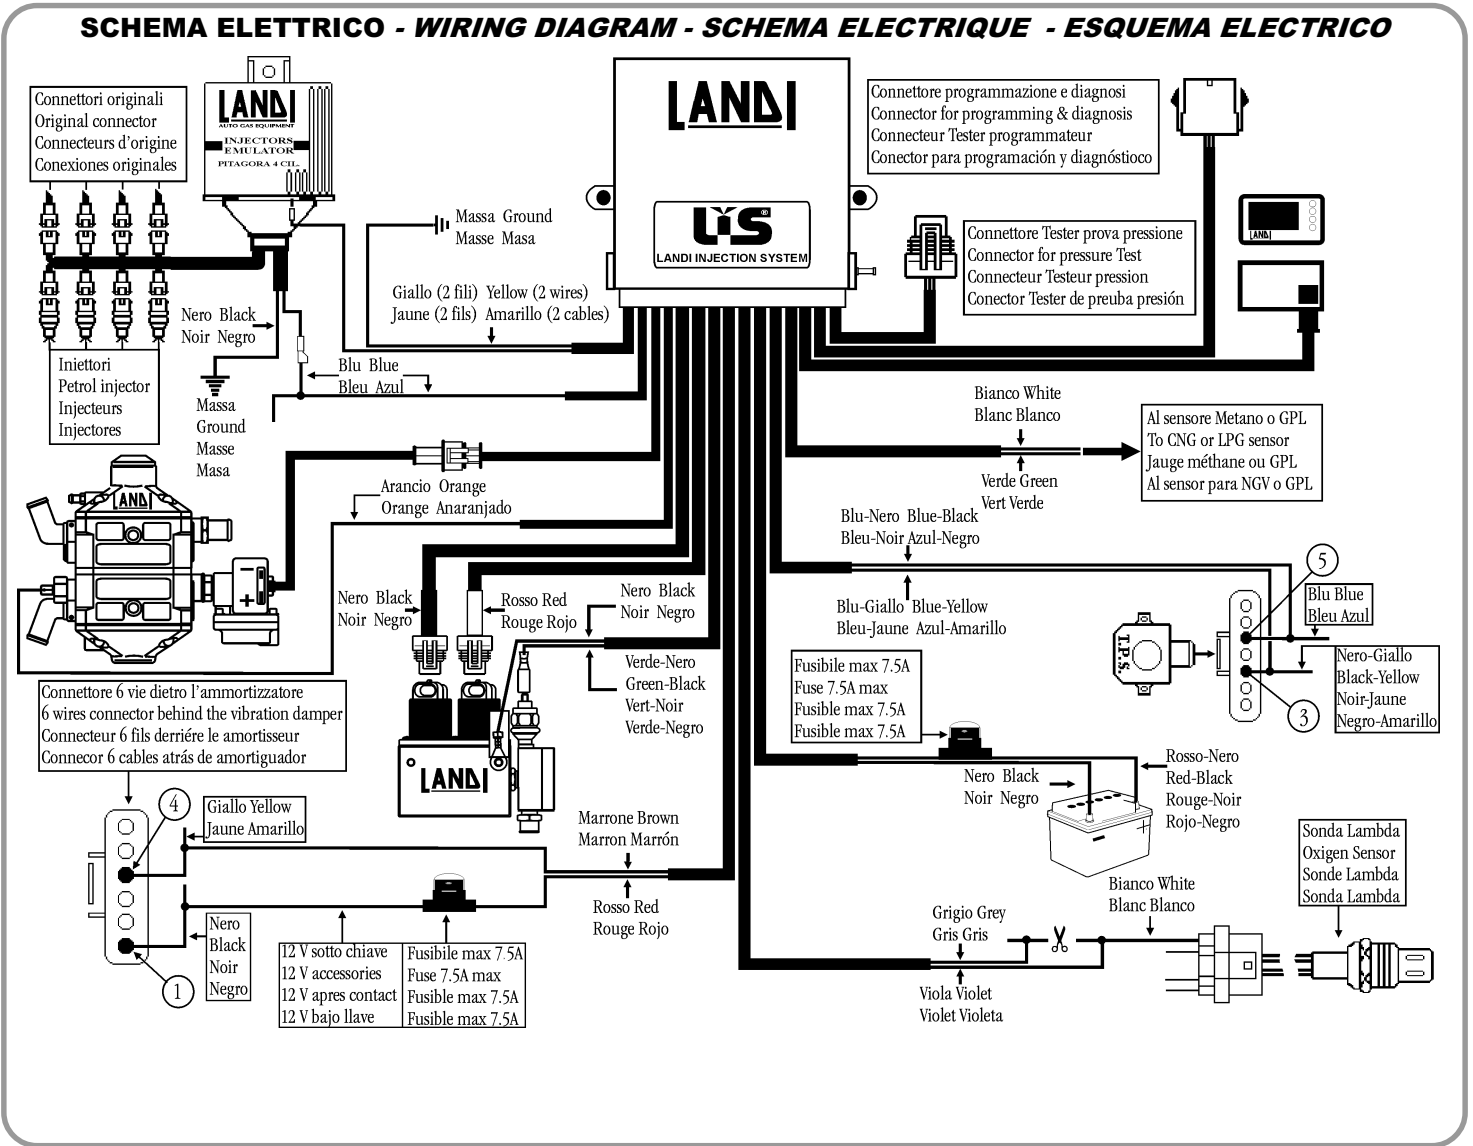 SCHEMA ELETTRICO - WIRING DIAGRAM - SCHEMA ELECTRIQUE - ESQUEMA ELECTRICO
Connettori originali
Original connector
Connecteurs d'origine
Conexiones originales
LANDI
AUTO GAS EQUIPMENT
INJECTORS
EMULATOR
PITAGORA 4 CIL.
LANDI
LIS®
LANDI INJECTION SYSTEM
Connettore programmazione e diagnosi
Connector for programming & diagnosis
Connecteur Tester programmateur
Conector para programación y diagnóstioco
Massa Ground
Masse Masa
Connettore Tester prova pressione
Connector for pressure Test
Connecteur Testeur pression
Conector Tester de preuba presión
LANDI
Giallo (2 fili) Yellow (2 wires)
Jaune (2 fils) Amarillo (2 cables)
Nero Black
Noir Negro
Iniettori
Petrol injector
Injecteurs
Injectores
Blu Blue
Bleu Azul
Massa
Ground
Masse
Masa
Bianco White
Blanc Blanco
Al sensore Metano o GPL
To CNG or LPG sensor
Jauge méthane ou GPL
Al sensor para NGV o GPL
Verde Green
Vert Verde
LANDI
Arancio Orange
Orange Anaranjado
Blu-Nero Blue-Black
Bleu-Noir Azul-Negro
5
Blu Blue
Bleu Azul
- +
Nero Black
Noir Negro
Rosso Red
Rouge Rojo
Nero Black
Noir Negro
Blu-Giallo Blue-Yellow
Bleu-Jaune Azul-Amarillo
T.P.S.
Verde-Nero
Green-Black
Vert-Noir
Verde-Negro
Fusibile max 7.5A
Fuse 7.5A max
Fusible max 7.5A
Fusible max 7.5A
Nero-Giallo
Black-Yellow
Noir-Jaune
Negro-Amarillo
3
Connettore 6 vie dietro l'ammortizzatore
6 wires connector behind the vibration damper
Connecteur 6 fils derriére le amortisseur
Connecor 6 cables atrás de amortiguador
LANDI
Nero Black
Noir Negro
Rosso-Nero
Red-Black
Rouge-Noir
Rojo-Negro
4
Giallo Yellow
Jaune Amarillo
Marrone Brown
Marron Marrón
Sonda Lambda
Oxigen Sensor
Sonde Lambda
Sonda Lambda
Rosso Red
Rouge Rojo
Bianco White
Blanc Blanco
Nero
Black
Noir
Negro
Grigio Grey
Gris Gris
1
12 V sotto chiave
12 V accessories
12 V apres contact
12 V bajo llave
Fusibile max 7.5A
Fuse 7.5A max
Fusible max 7.5A
Fusible max 7.5A
Viola Violet
Violet Violeta